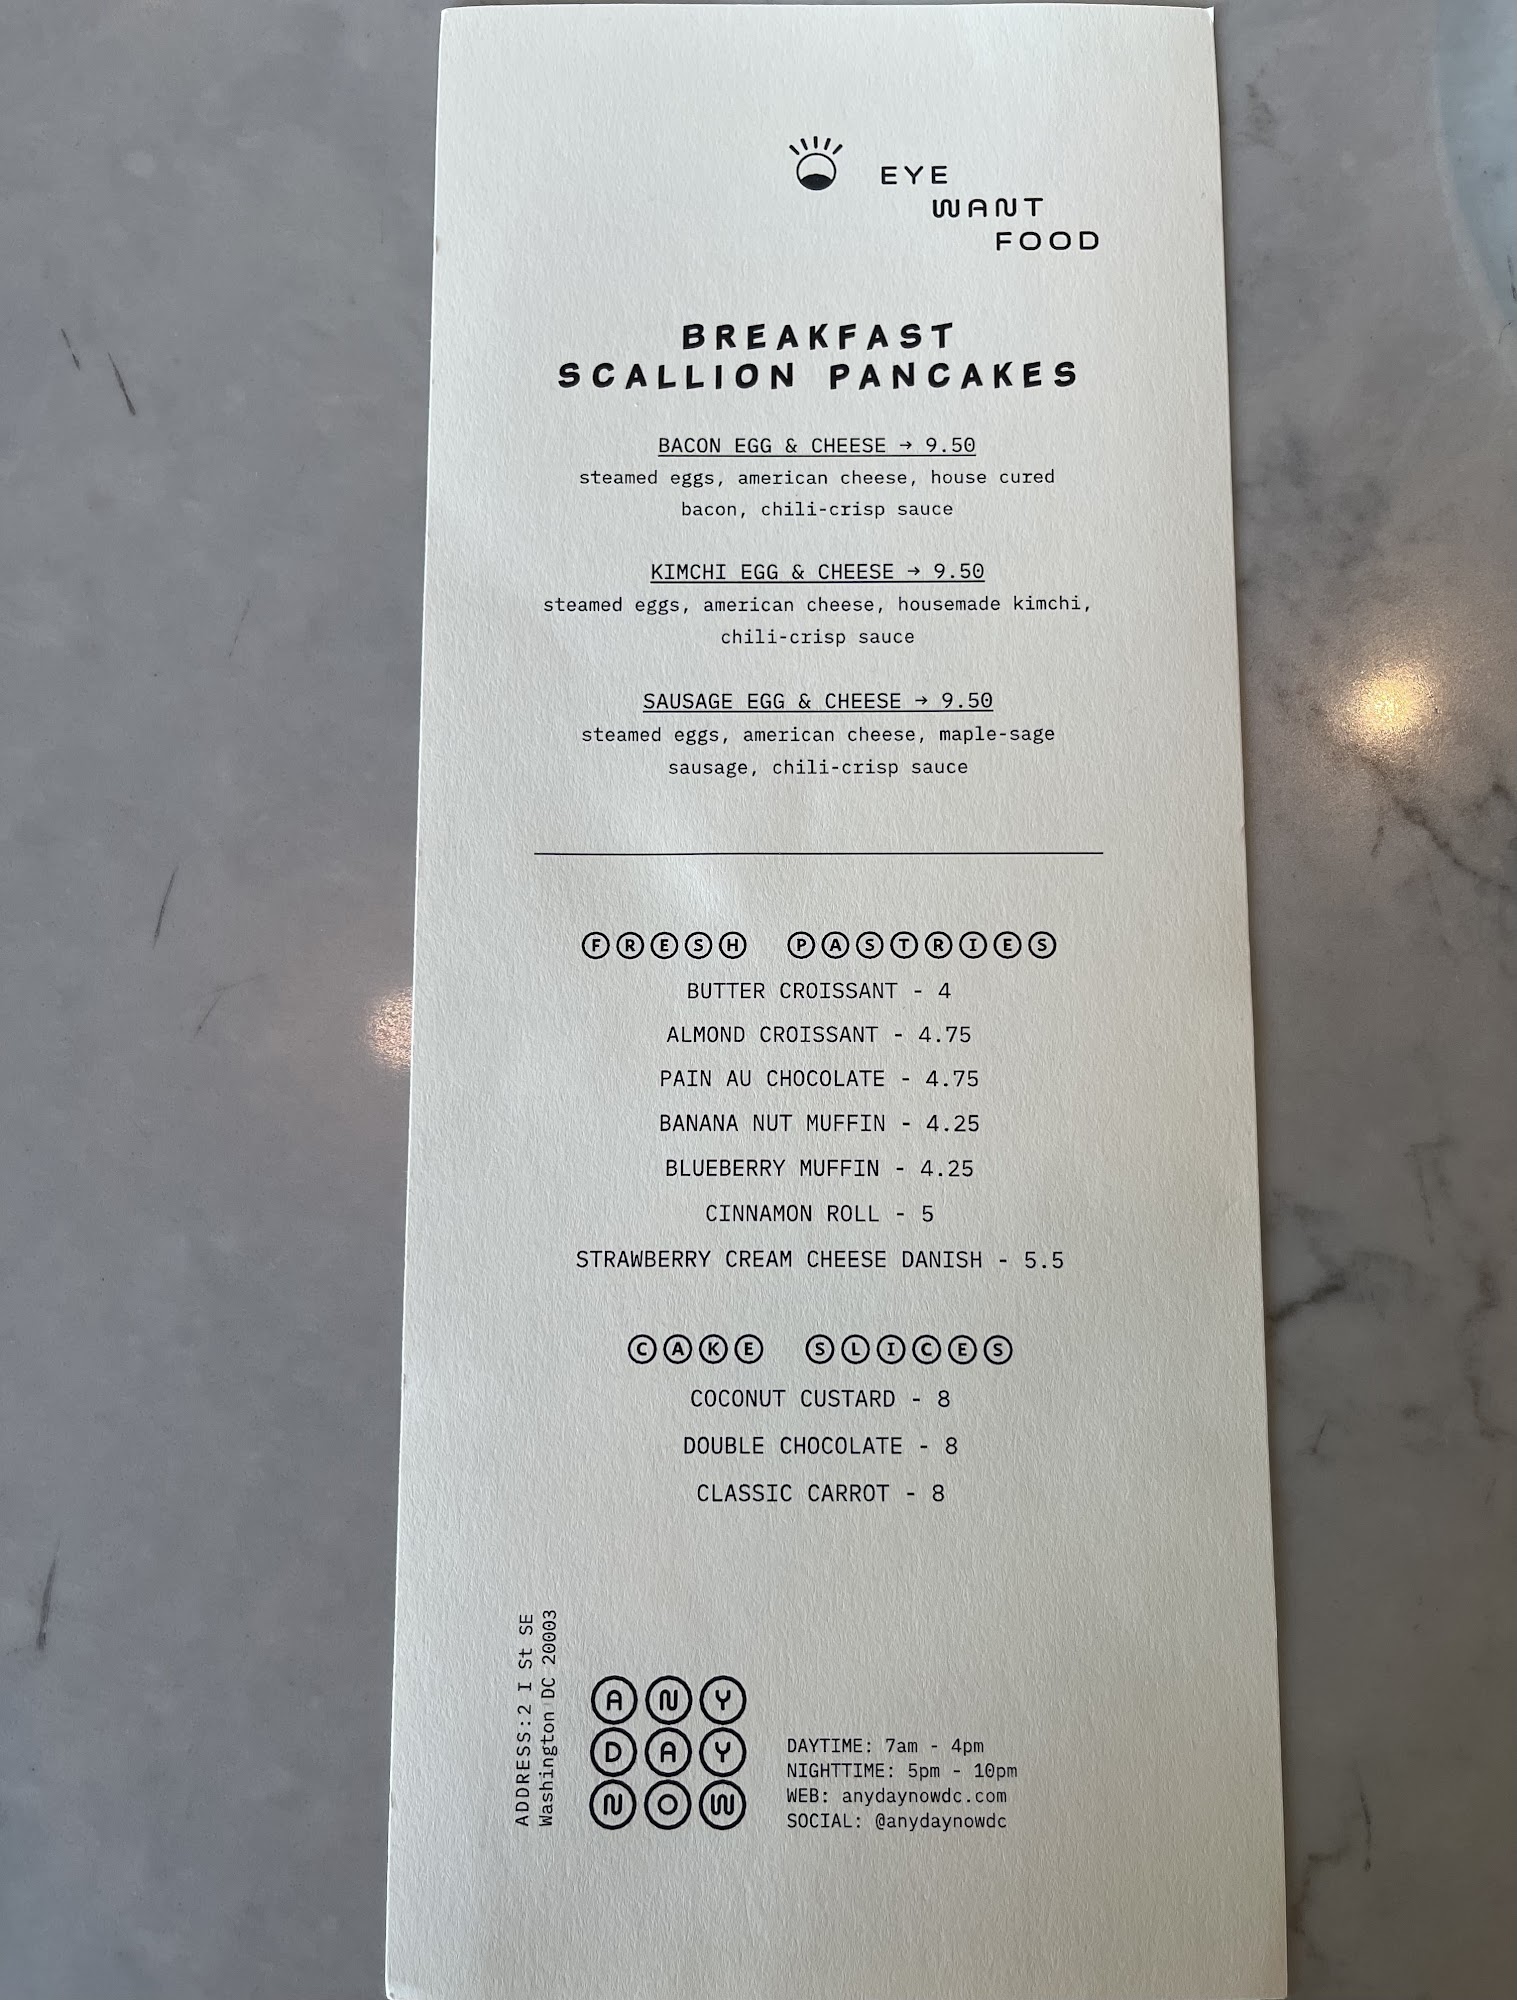 EYE
WANT
FOOD
BREAKFAST
SCALLION PANCAKES
BACON EGG & CHEESE → 9.50
steamed eggs, american cheese, house cured
bacon, chili-crisp sauce
KIMCHI EGG & CHEESE → 9.50
steamed eggs, american cheese, housemade kimchi,
chili-crisp sauce
SAUSAGE EGG & CHEESE → 9.50
steamed eggs, american cheese, maple-sage
sausage, chili-crisp sauce
FRESH PASTRIES
BUTTER CROISSANT - 4
ALMOND CROISSANT - 4.75
PAIN AU CHOCOLATE - 4.75
BANANA NUT MUFFIN - 4.25
BLUEBERRY MUFFIN - 4.25
CINNAMON ROLL - 5
STRAWBERRY CREAM CHEESE DANISH - 5.5
CAKE SLICES
COCONUT CUSTARD - 8
DOUBLE CHOCOLATE - 8
CLASSIC CARROT - 8
ADDRESS:2 I St SE
Washington DC 20003
ANY
DAY
NOW
DAYTIME: 7am - 4pm
NIGHTTIME: 5pm - 10pm
WEB: anydaynowdc.com
SOCIAL: @anydaynowdc